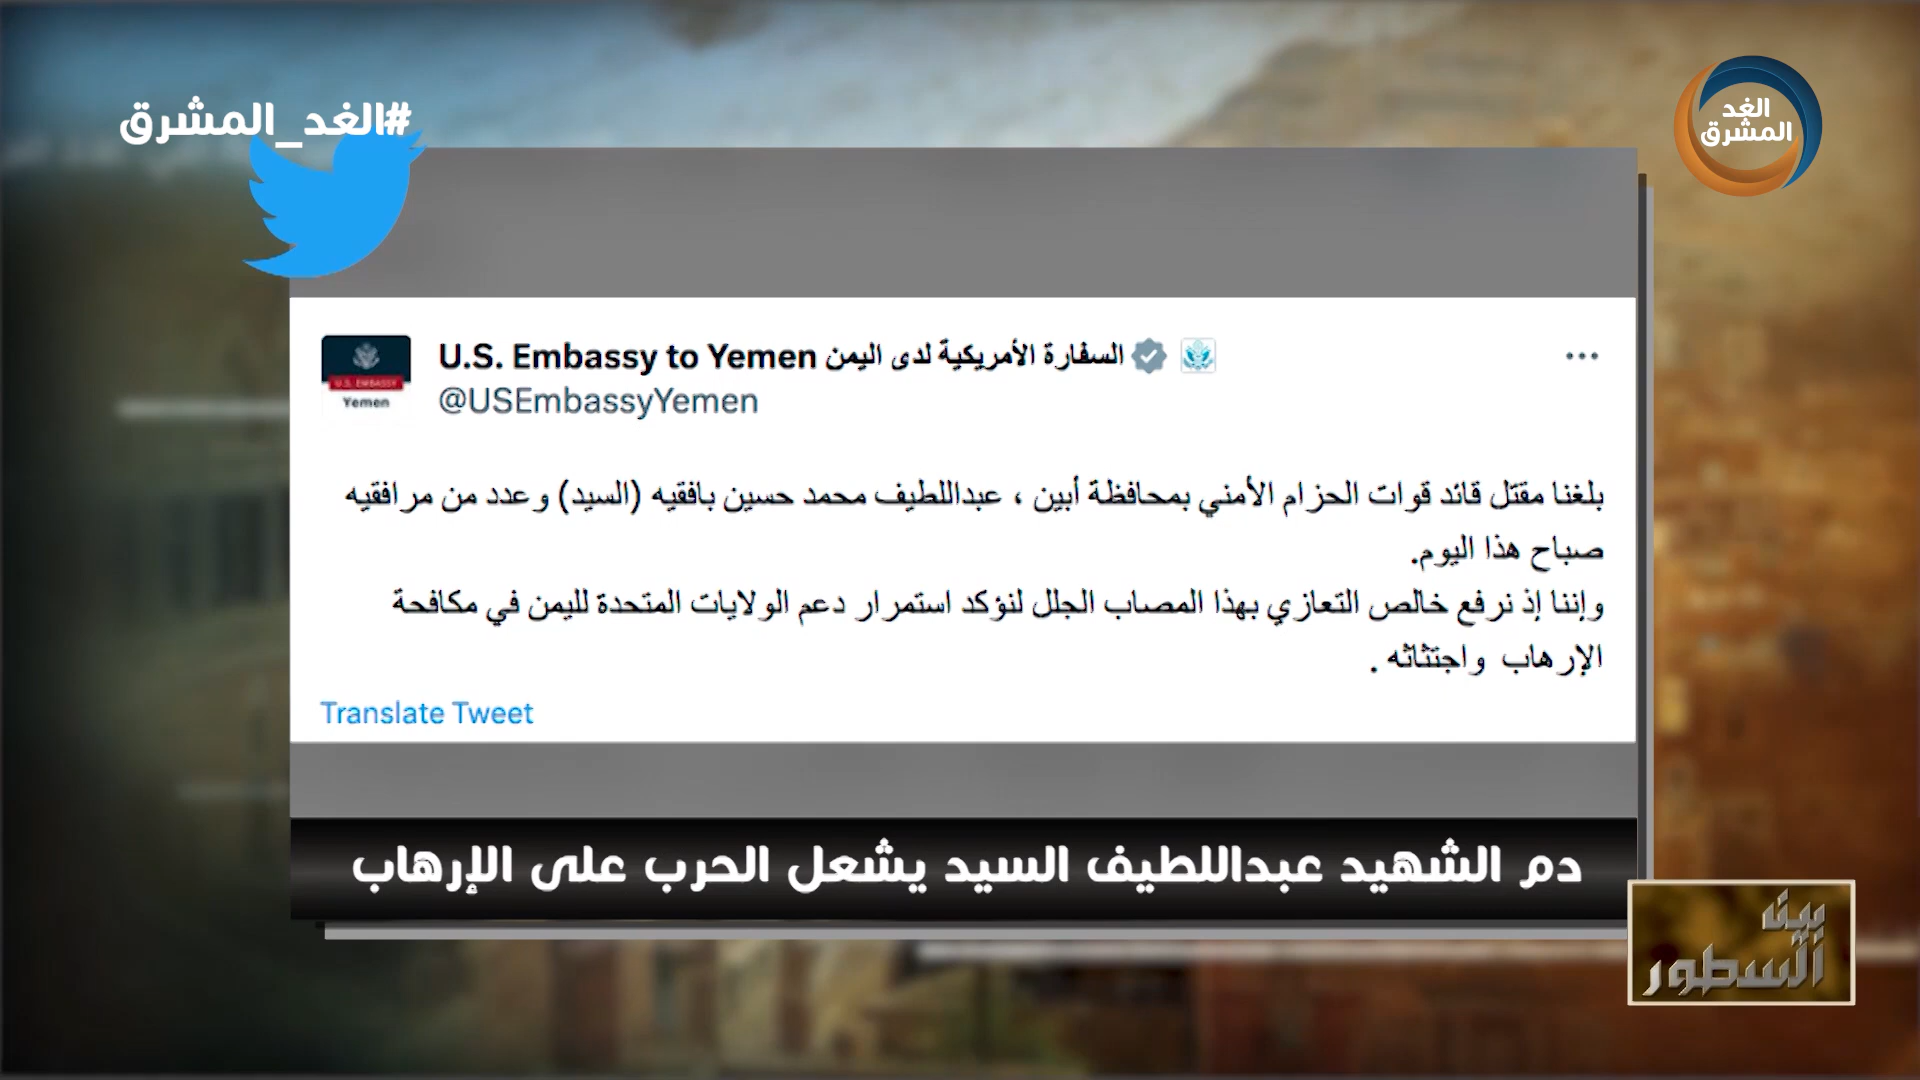 #الغد_المشرق
الغد
المشرق
U.S. Embassy to Yemen السفارة الأمريكية لدى اليمن
@USEmbassyYemen
U.S. EMBASSY
Yemen
بلغنا مقتل قائد قوات الحزام الأمني بمحافظة أبين ، عبداللطيف محمد حسين بافقيه (السيد) وعدد من مرافقيه
صباح هذا اليوم.
وإننا إذ نرفع خالص التعازي بهذا المصاب الجلل لنؤكد استمرار دعم الولايات المتحدة لليمن في مكافحة
الإرهاب واجتثاثه .
Translate Tweet
دم الشهيد عبداللطيف السيد يشعل الحرب على الإرهاب
بين
السطور